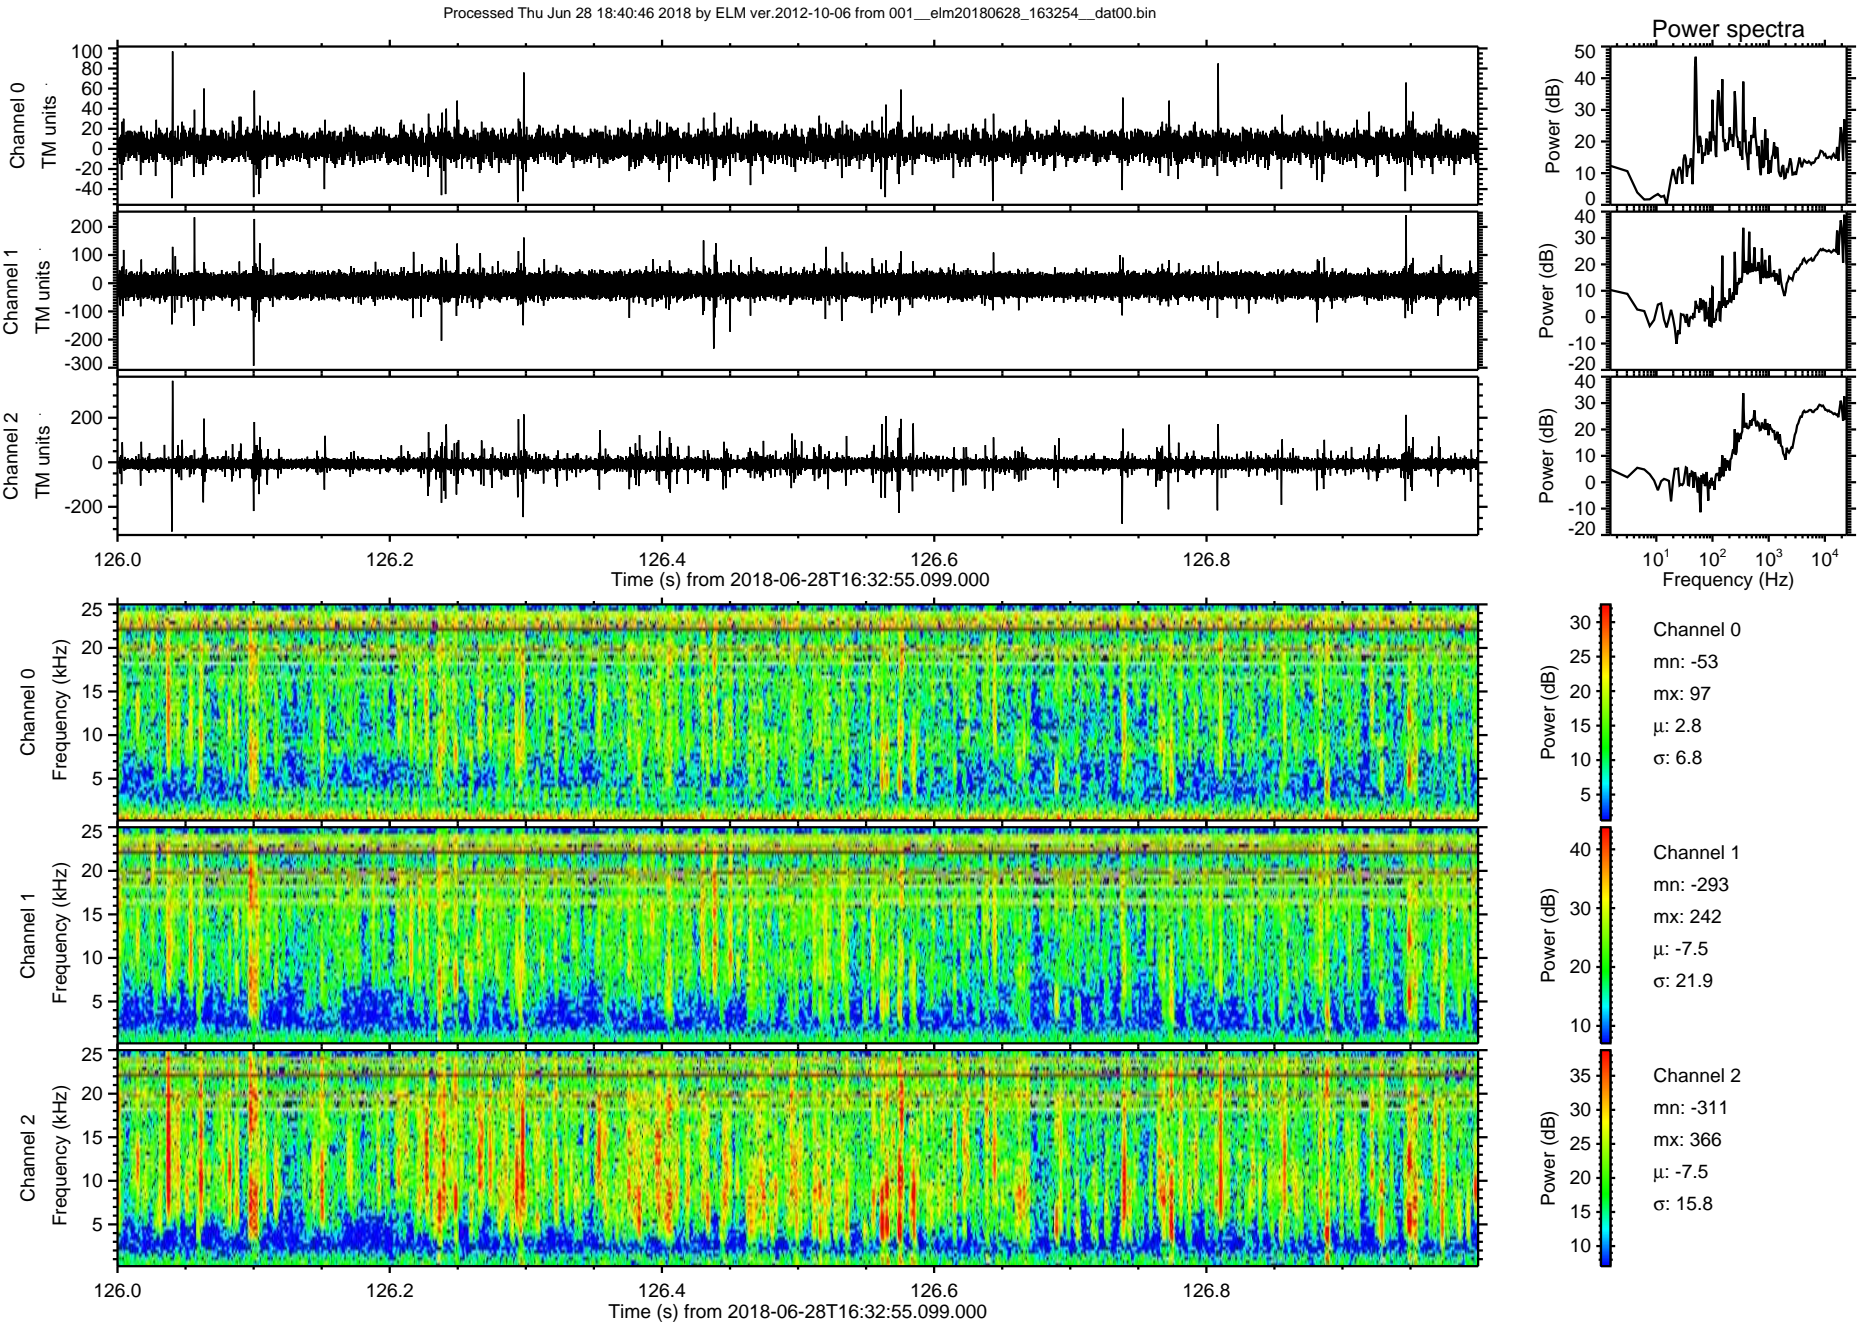 Processed Thu Jun 28 18:40:46 2018 by ELM ver.2012-10-06 from 001__elm20180628_163254__dat00.bin
Power spectra
Channel 0
TM units
100
80
60
40
20
0
-20
-40
Power (dB)
50
40
30
20
10
0
Channel 1
TM units
200
100
0
-100
-200
-300
Power (dB)
40
30
20
10
0
-10
-20
Channel 2
TM units
200
0
-200
Power (dB)
40
30
20
10
0
-10
-20
126.0 126.2 126.4 126.6 126.8
Time (s) from 2018-06-28T16:32:55.099.000
10¹ 10² 10³ 10⁴
Frequency (Hz)
Channel 0
Frequency (kHz)
25
20
15
10
5
Power (dB)
30
25
20
15
10
5
Channel 0
mn: -53
mx: 97
μ: 2.8
σ: 6.8
Channel 1
Frequency (kHz)
25
20
15
10
5
Power (dB)
40
30
20
10
Channel 1
mn: -293
mx: 242
μ: -7.5
σ: 21.9
Channel 2
Frequency (kHz)
25
20
15
10
5
Power (dB)
35
30
25
20
15
10
Channel 2
mn: -311
mx: 366
μ: -7.5
σ: 15.8
126.0 126.2 126.4 126.6 126.8
Time (s) from 2018-06-28T16:32:55.099.000